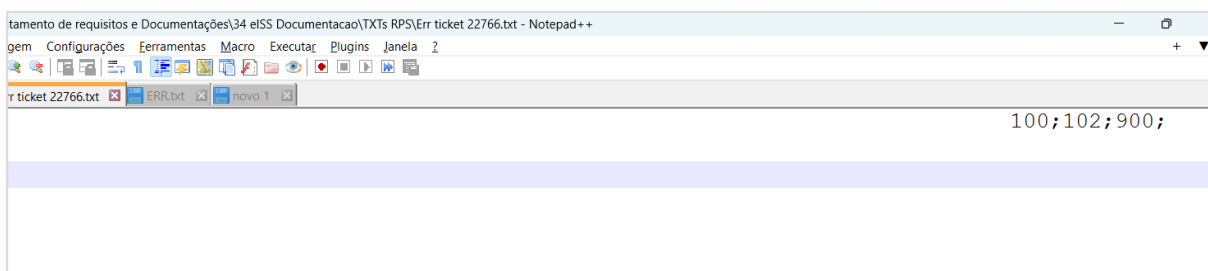 tamento de requisitos e Documentações\34 eISS Documentacao\TXTs RPS\Err ticket 22766.txt - Notepad++
gem Configurações Ferramentas Macro Executar Plugins Janela ?
rr ticket 22766.txt ERR.txt novo 1
100;102;900;